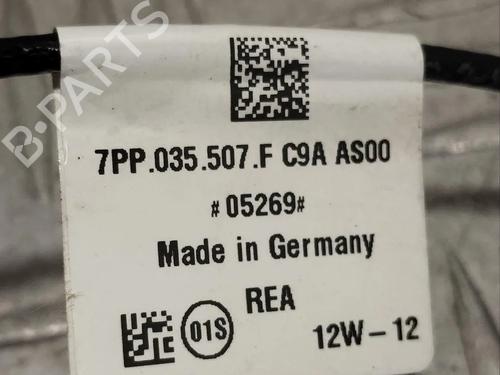 B-PARTS
7PP.035.507.F C9A AS00
#05269#
Made in Germany
REA
01S
12W-12